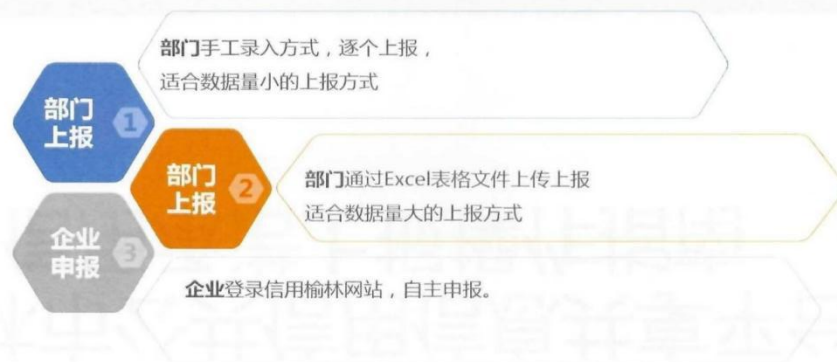 部门
上报
1
部门手工录入方式，逐个上报，
适合数据量小的上报方式
部门
上报
2
部门通过Excel表格文件上传上报
适合数据量大的上报方式
企业
申报
3
企业登录信用榆林网站，自主申报。